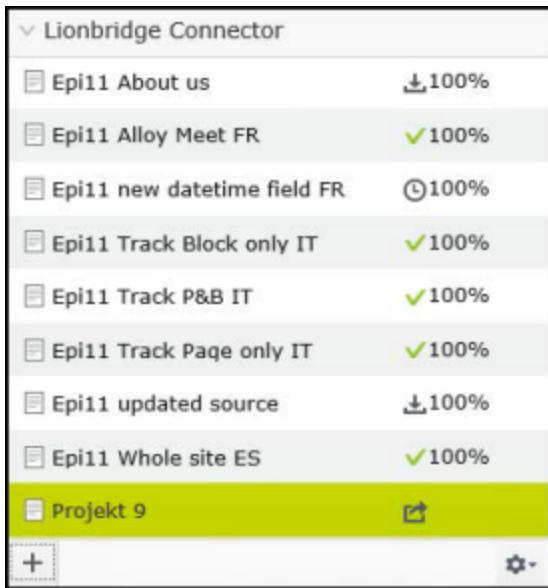 Lionbridge Connector
Epi11 About us 100%
Epi11 Alloy Meet FR 100%
Epi11 new datetime field FR 100%
Epi11 Track Block only IT 100%
Epi11 Track P&B IT 100%
Epi11 Track Page only IT 100%
Epi11 updated source 100%
Epi11 Whole site ES 100%
Projekt 9